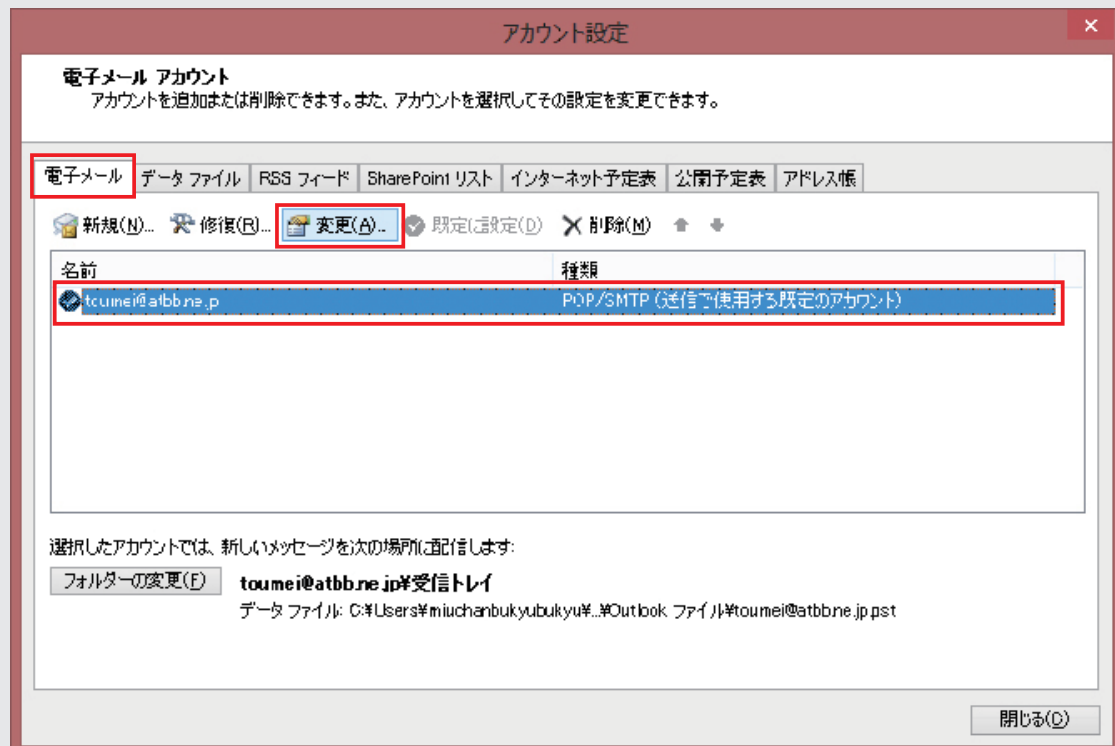 アカウント設定
電子メール アカウント
アカウントを追加または削除できます。また、アカウントを選択してその設定を変更できます。
電子メール データ ファイル RSS フィード SharePoint リスト インターネット予定表 公開予定表 アドレス帳
新規(N)... 修復(R)... 変更(A)... 既定に設定(D) 削除(M)
名前 種類
toumei@atbb.ne.jp POP/SMTP (送信で使用する既定のアカウント)
選択したアカウントでは、新しいメッセージを次の場所に配信します:
フォルダーの変更(F) toumei@atbb.ne.jp¥受信トレイ
データ ファイル: C:¥Users¥miuchanbukyubukyu¥...¥Outlook ファイル¥toumei@atbb.ne.jp.pst
閉じる(C)